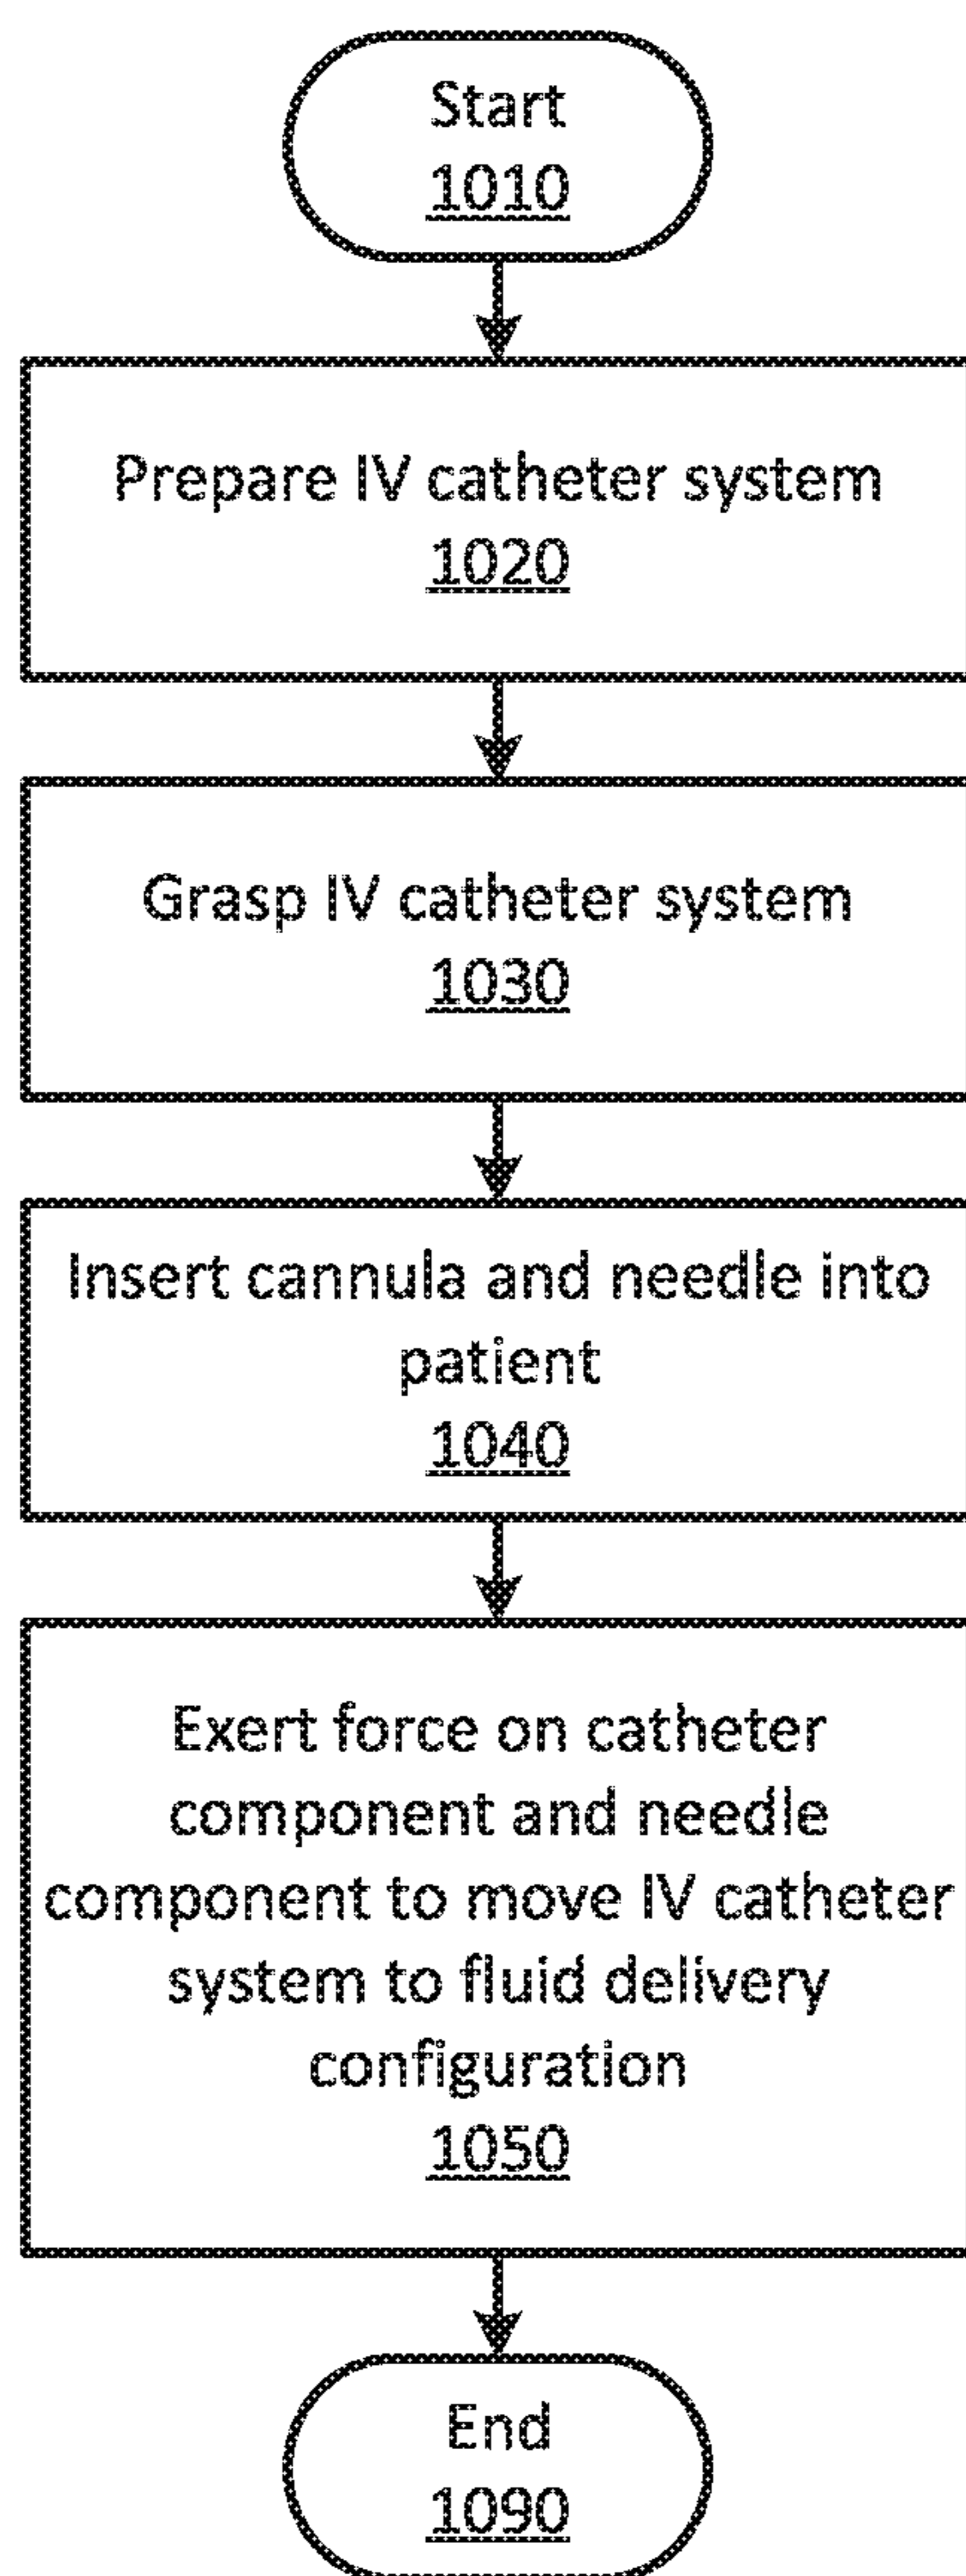 Start
1010
Prepare IV catheter system
1020
Grasp IV catheter system
1030
Insert cannula and needle into
patient
1040
Exert force on catheter
component and needle
component to move IV catheter
system to fluid delivery
configuration
1050
End
1090